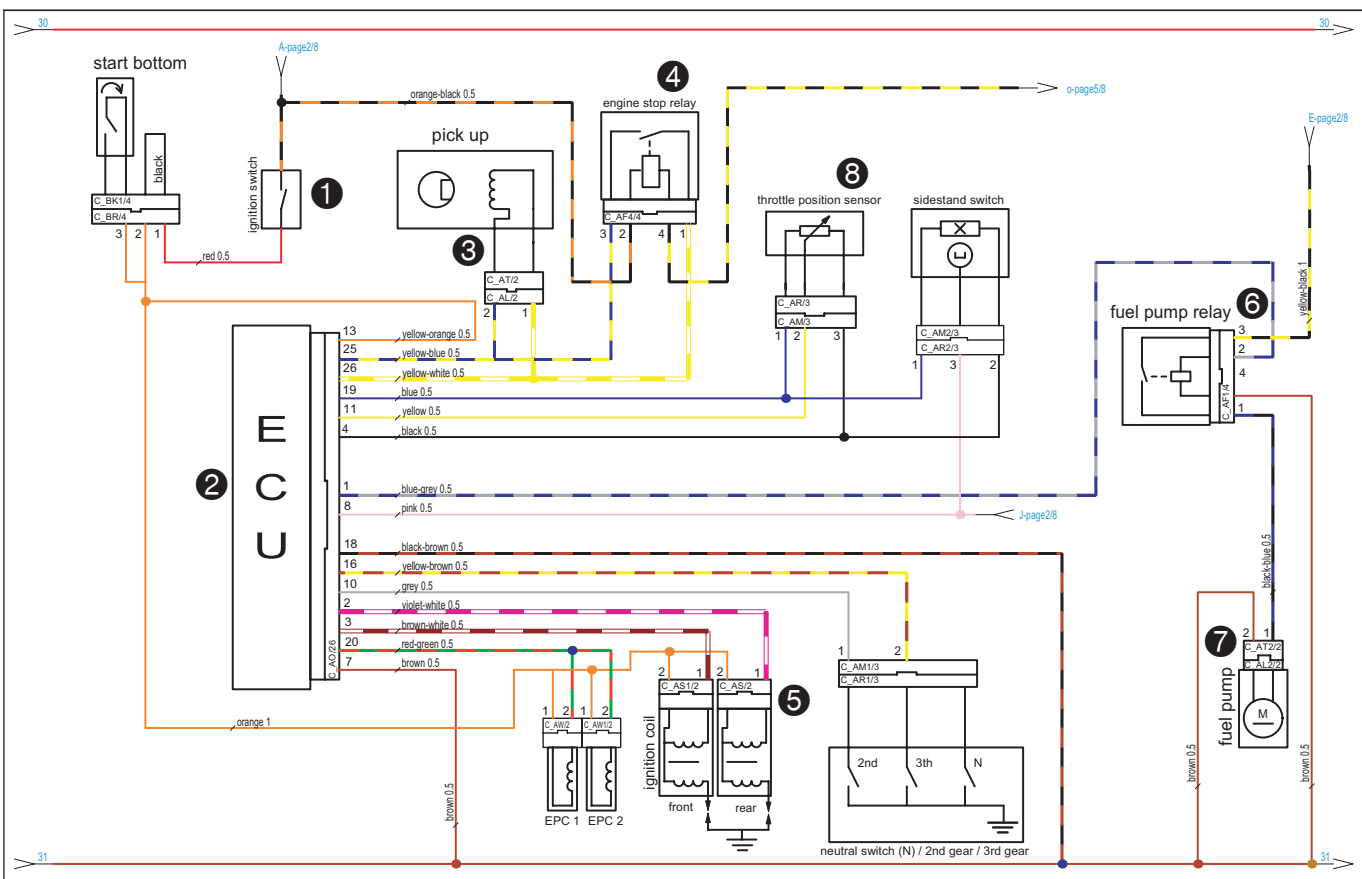 30
30
A-page2/8
start bottom
4
orange-black 0.5
engine stop relay
o-page5/8
pick up
E-page2/8
black
ignition switch
1
8
throttle position sensor
sidestand switch
C_BK1/4
C_BR/4
3 2 1
C_AF4/4
3 2 4 1
red 0.5
3
C_AT/2
C_AL/2
2 1
yellow-black 1
6
fuel pump relay
C_AR/3
C_AM/3
1 2 3
C_AM2/3
C_AR2/3
1 3 2
3
2
4
1
C_AF1/4
13 yellow-orange 0.5
25 yellow-blue 0.5
26 yellow-white 0.5
19 blue 0.5
11 yellow 0.5
4 black 0.5
2
E
C
U
1 blue-grey 0.5
8 pink 0.5
J-page2/8
18 black-brown 0.5
16 yellow-brown 0.5
10 grey 0.5
2 violet-white 0.5
3 brown-white 0.5
20 red-green 0.5
7 brown 0.5
C_AO/26
black-blue 0.5
7
2 1
C_AT2/2
C_AL2/2
fuel pump
M
1 2
C_AM1/3
C_AR1/3
2 1 2 1
C_AS1/2
C_AS/2
5
orange 1
1 2 1 2
C_AW/2
C_AW1/2
ignition coil
front
rear
EPC 1
EPC 2
2nd
3th
N
neutral switch (N) / 2nd gear / 3rd gear
brown 0.5
brown 0.5
brown 0.5
31
31